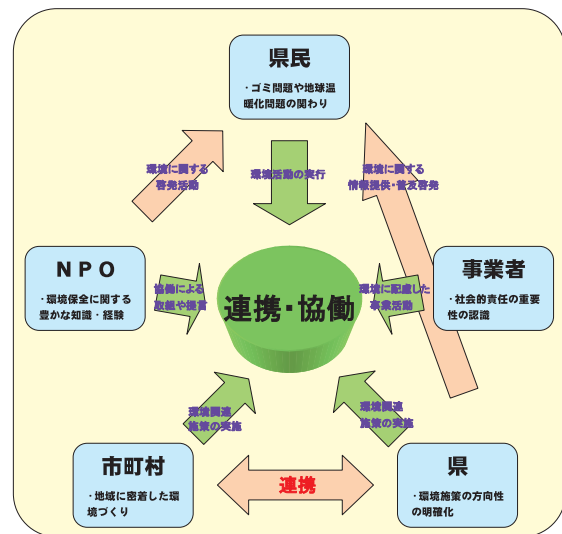 県民
・ゴミ問題や地球温
暖化問題の関わり
環境に関する
啓発活動
環境活動の実行
環境に関する
情報提供・普及啓発
NPO
・環境保全に関する
豊かな知識・経験
協働による
取組や提言
連携・協働
環境に配慮した
事業活動
事業者
・社会的責任の重要
性の認識
環境関連
施策の実施
環境関連
施策の実施
市町村
・地域に密着した環
境づくり
連携
県
・環境施策の方向性
の明確化